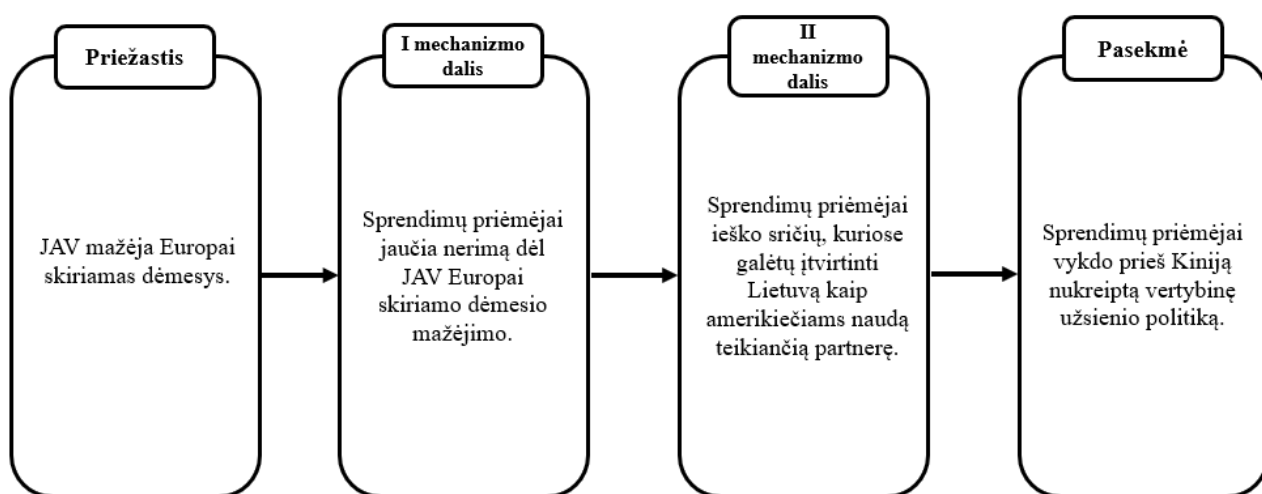 Priežastis
JAV mažėja Europai
skiriamas dėmesys.
I mechanizmo
dalis
Sprendimų priėmėjai
jaučia nerimą dėl
JAV Europai
skiriamo dėmesio
mažėjimo.
II
mechanizmo
dalis
Sprendimų priėmėjai
ieško sričių, kuriose
galėtų įtvirtinti
Lietuvą kaip
amerikiečiams naudą
teikiančią partnerę.
Pasekmė
Sprendimų priėmėjai
vykdo prieš Kiniją
nukreiptą vertybinę
užsienio politiką.